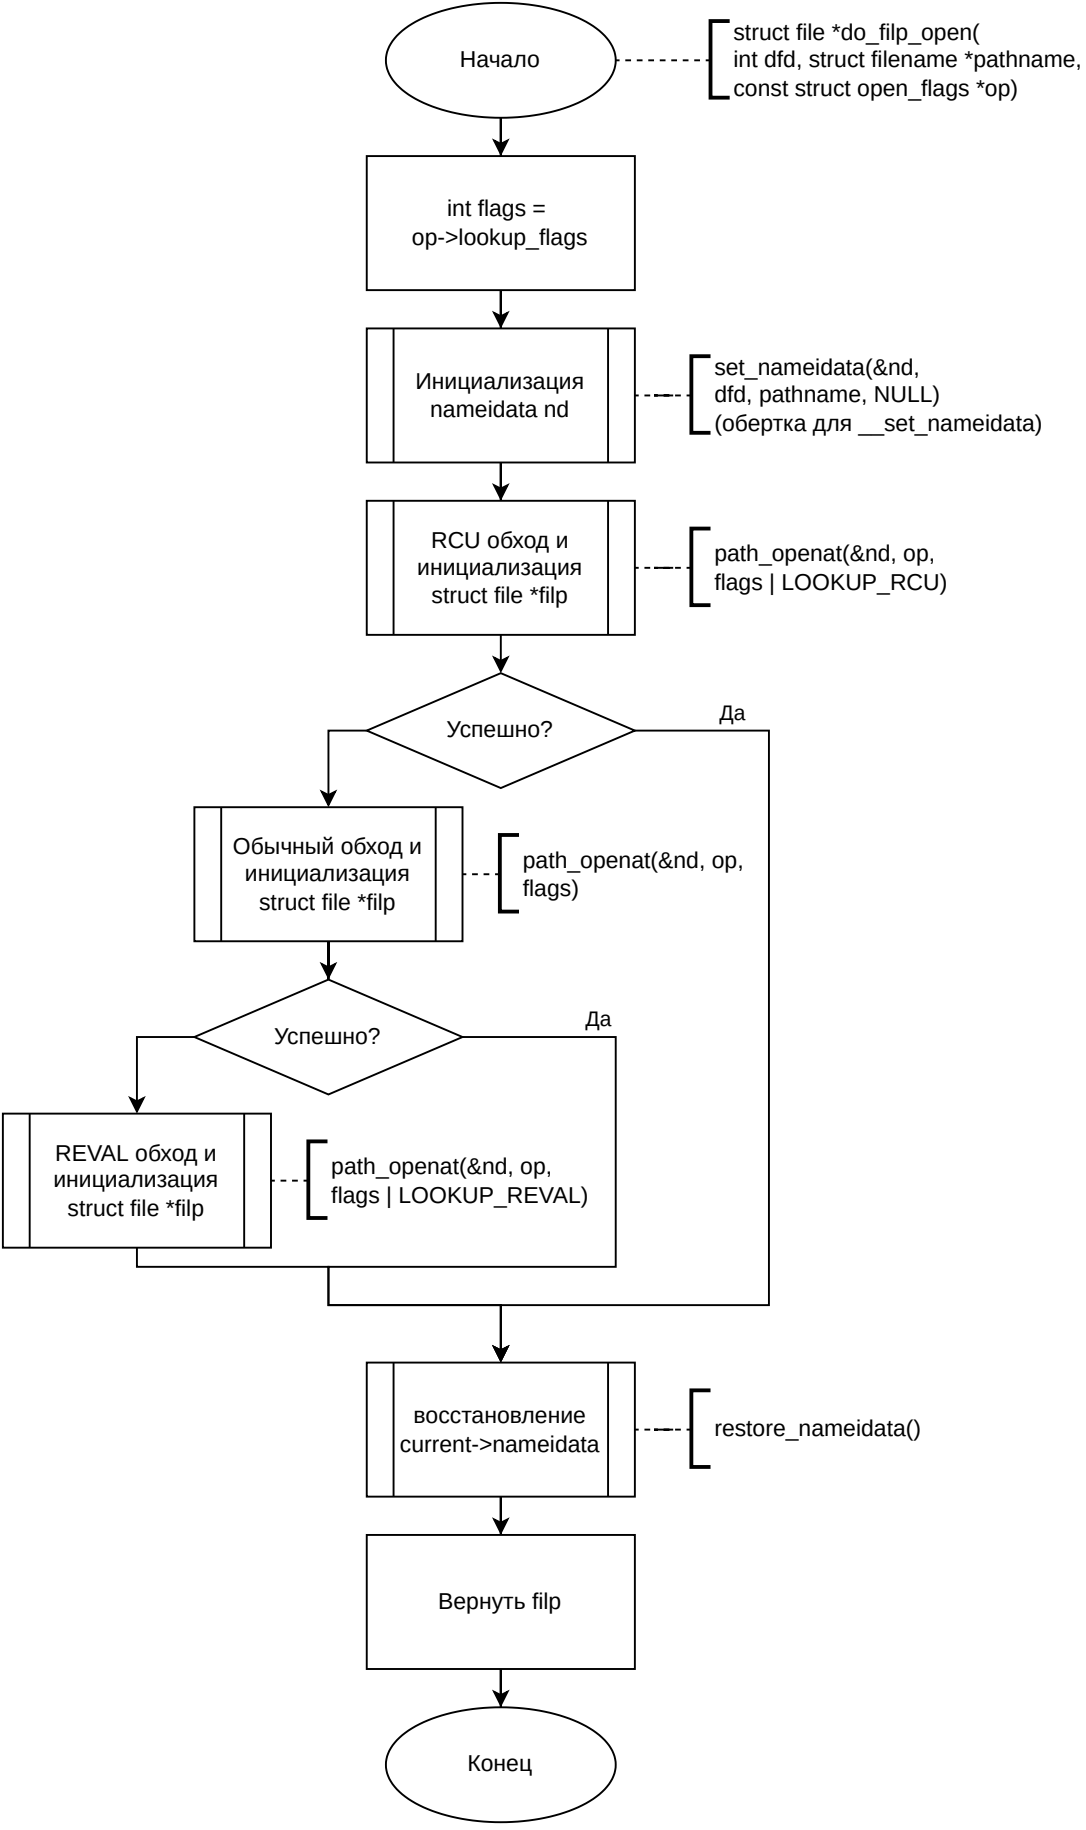 Начало
struct file *do_filp_open(
int dfd, struct filename *pathname,
const struct open_flags *op)
int flags =
op->lookup_flags
Инициализация
nameidata nd
set_nameidata(&nd,
dfd, pathname, NULL)
(обертка для __set_nameidata)
RCU обход и
инициализация
struct file *filp
path_openat(&nd, op,
flags | LOOKUP_RCU)
Успешно?
Да
Обычный обход и
инициализация
struct file *filp
path_openat(&nd, op,
flags)
Успешно?
Да
REVAL обход и
инициализация
struct file *filp
path_openat(&nd, op,
flags | LOOKUP_REVAL)
восстановление
current->nameidata
restore_nameidata()
Вернуть filp
Конец